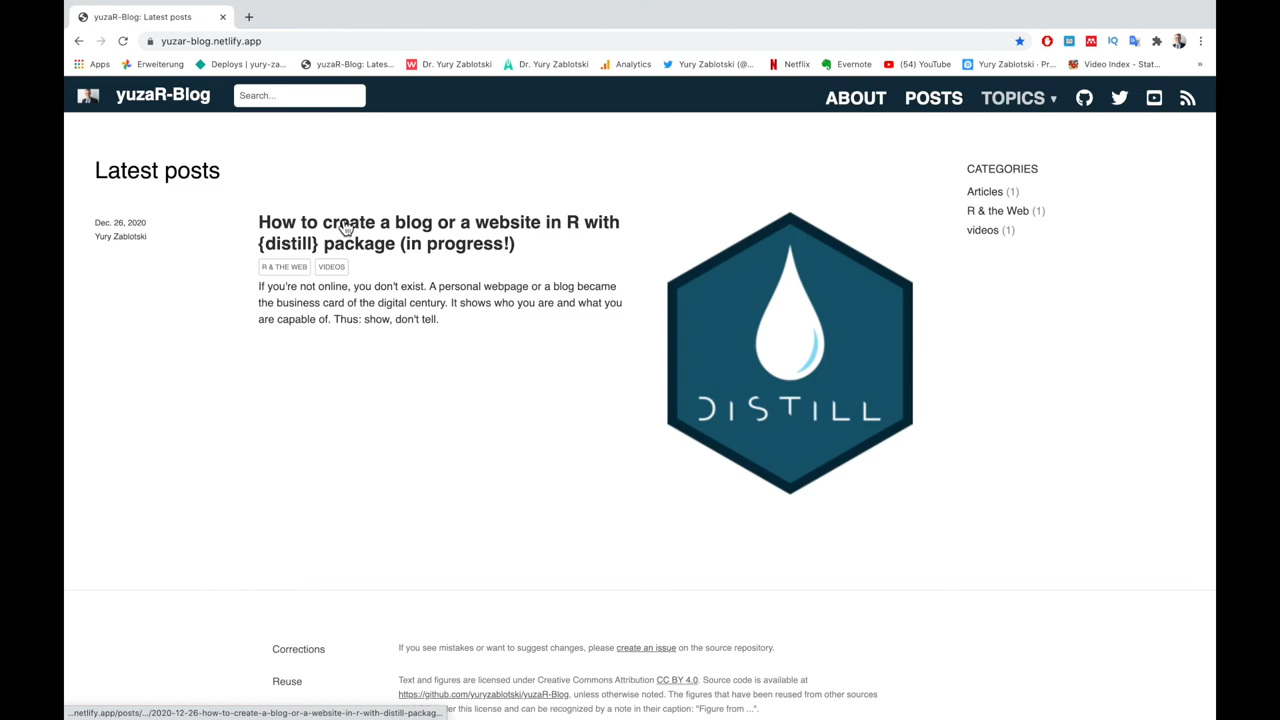 yuzaR-Blog: Latest posts
yuzar-blog.netlify.app
Apps
Erweiterung
Deploys | yury-za...
yuzaR-Blog: Lates...
Dr. Yury Zablotski
Dr. Yury Zablotski
Analytics
Yury Zablotski (@...
Netflix
Evernote
(54) YouTube
Yury Zablotski · Pr...
Video Index - Stat...
»
yuzaR-Blog
Search...
ABOUT
POSTS
TOPICS ▾
Latest posts
CATEGORIES
Articles (1)
R & the Web (1)
videos (1)
Dec. 26, 2020
Yury Zablotski
How to create a blog or a website in R with
{distill} package (in progress!)
R & THE WEB
VIDEOS
If you're not online, you don't exist. A personal webpage or a blog became
the business card of the digital century. It shows who you are and what you
are capable of. Thus: show, don't tell.
DISTILL
Corrections
If you see mistakes or want to suggest changes, please create an issue on the source repository.
Reuse
Text and figures are licensed under Creative Commons Attribution CC BY 4.0. Source code is available at
https://github.com/yuryzablotski/yuzaR-Blog, unless otherwise noted. The figures that have been reused from other sources
der this license and can be recognized by a note in their caption: "Figure from ...".
...netlify.app/posts/.../2020-12-26-how-to-create-a-blog-or-a-website-in-r-with-distill-packag...